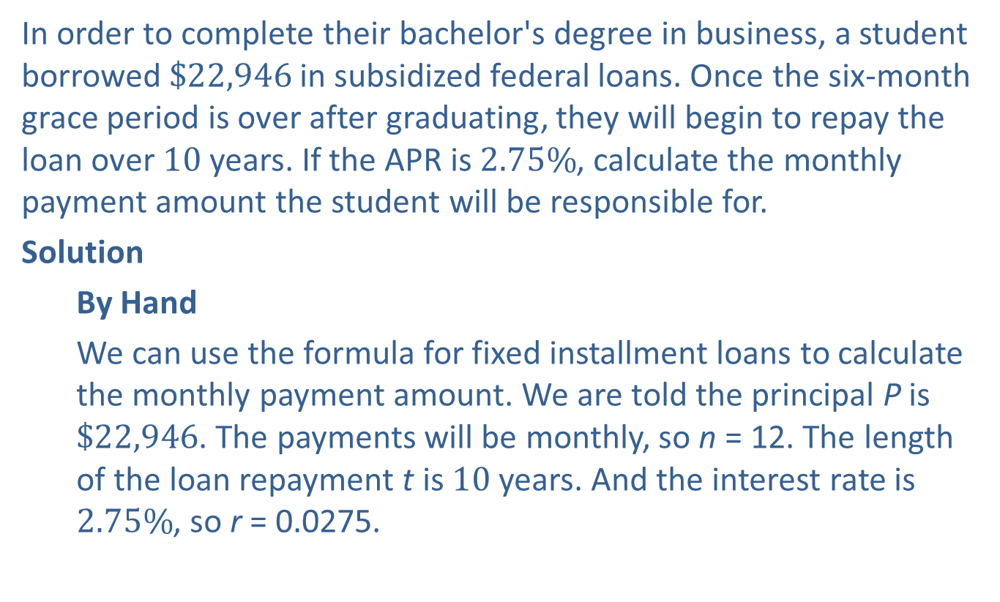 In order to complete their bachelor's degree in business, a student
borrowed $22,946 in subsidized federal loans. Once the six-month
grace period is over after graduating, they will begin to repay the
loan over 10 years. If the APR is 2.75%, calculate the monthly
payment amount the student will be responsible for.
Solution
By Hand
We can use the formula for fixed installment loans to calculate
the monthly payment amount. We are told the principal P is
$22,946. The payments will be monthly, so n = 12. The length
of the loan repayment t is 10 years. And the interest rate is
2.75%, so r = 0.0275.